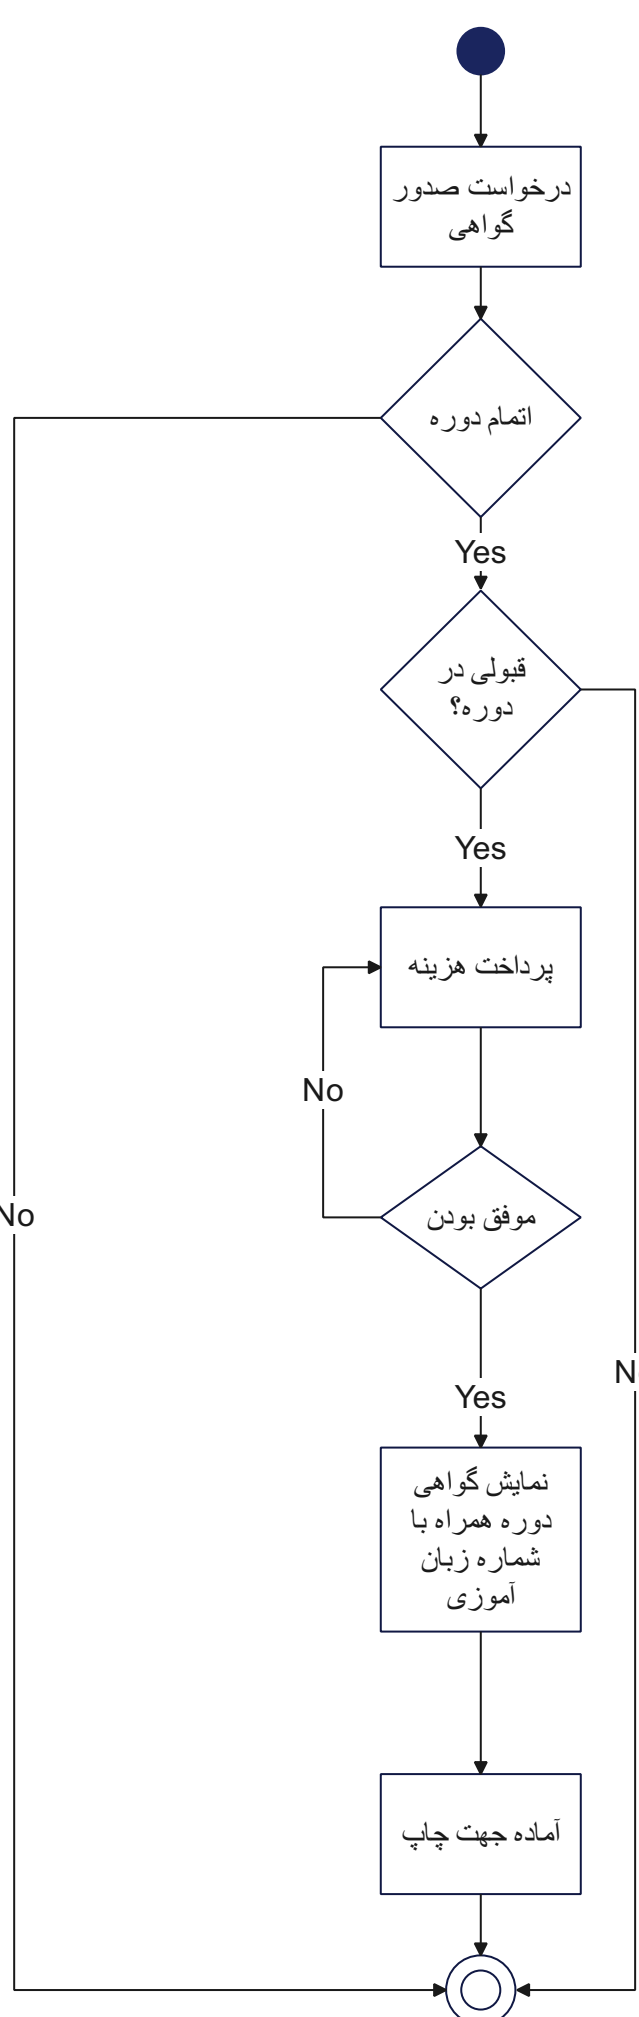 درخواست صدور
گواهی
اتمام دوره
Yes
قبولی در
دوره؟
Yes
پرداخت هزینه
No
موفق بودن
No
N
Yes
نمایش گواهی
دوره همراه با
شماره زبان
آموزی
آماده جهت چاپ